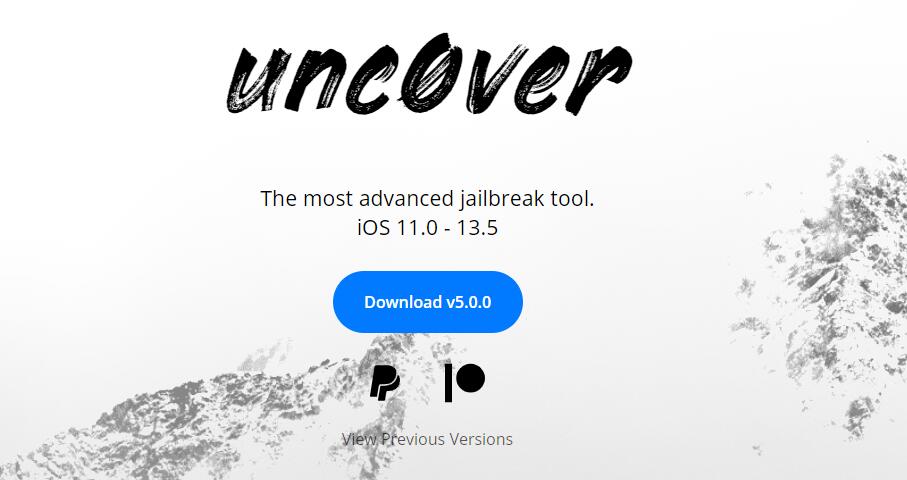 unc0ver
The most advanced jailbreak tool.
iOS 11.0 - 13.5
Download v5.0.0
View Previous Versions